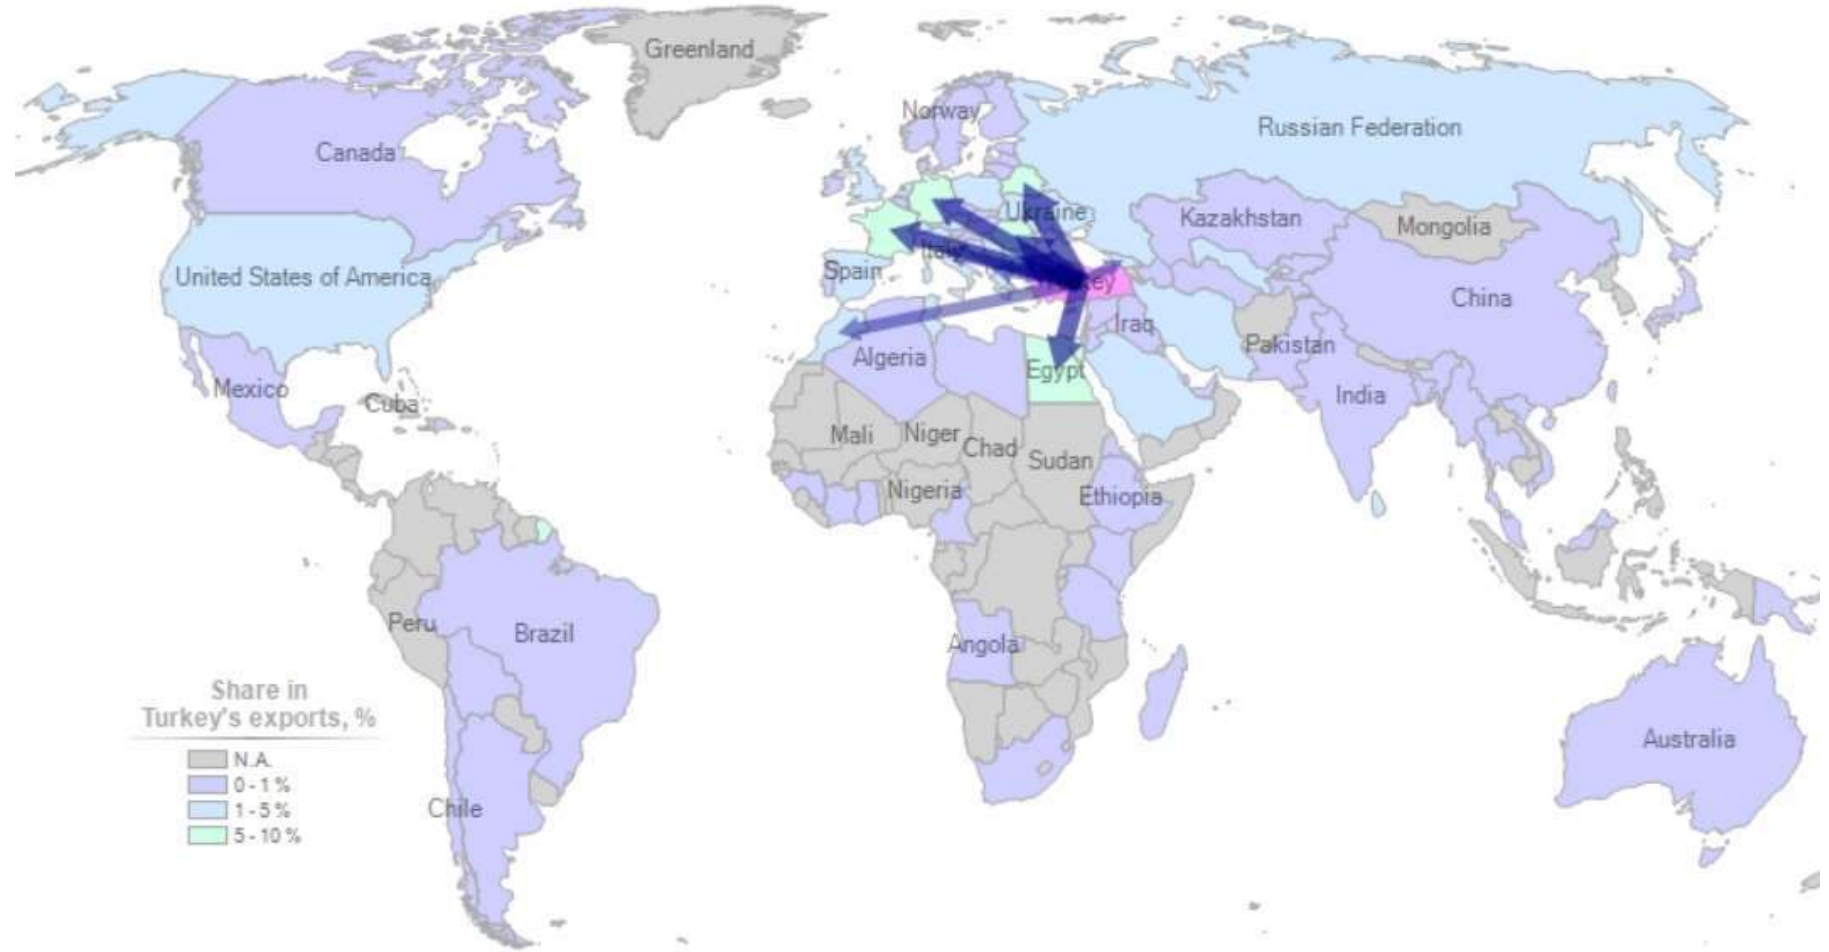 Greenland
Norway
Russian Federation
Canada
Ukraine
Kazakhstan
Mongolia
Italy
Spain
United States of America
China
Iraq
Pakistan
Algeria
Egypt
Mexico
India
Cuba
Mali
Niger
Chad
Sudan
Nigeria
Ethiopia
Peru
Brazil
Angola
Share in
Turkey's exports, %
Australia
N.A.
0 - 1 %
1 - 5 %
5 - 10 %
Chile